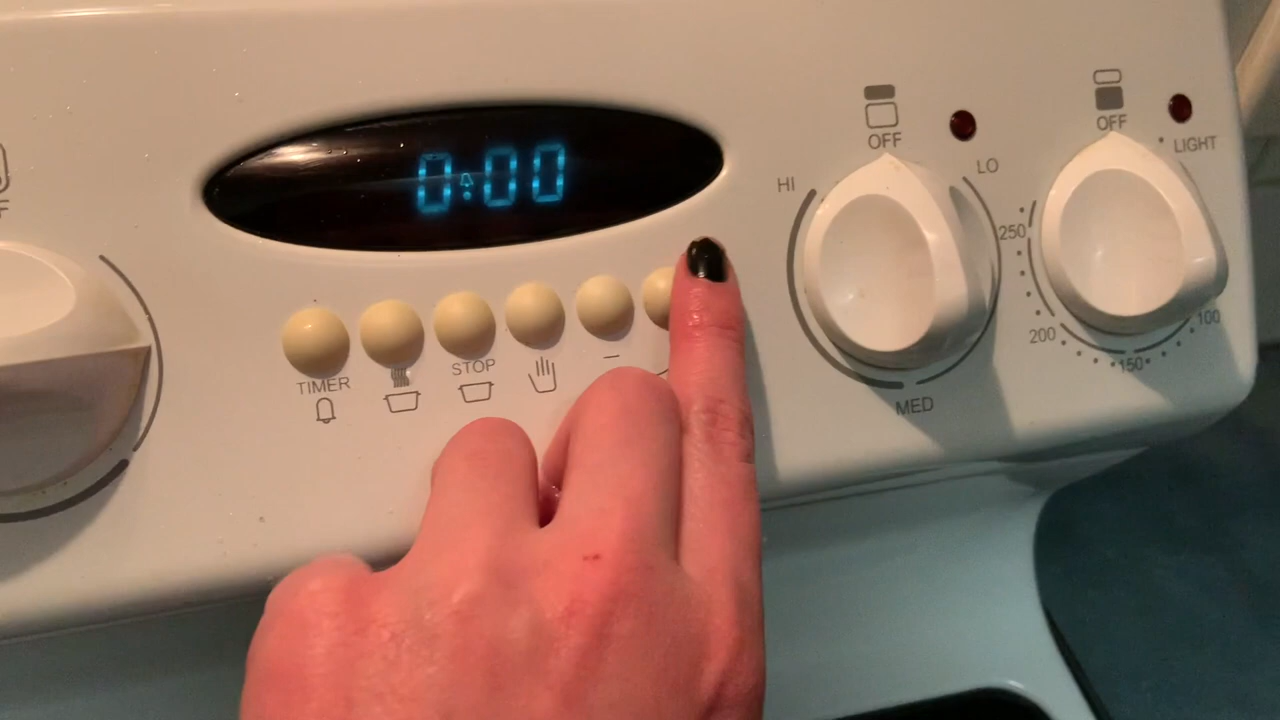 0:00
TIMER
STOP
–
OFF
HI
LO
MED
OFF
LIGHT
250
200
150
100